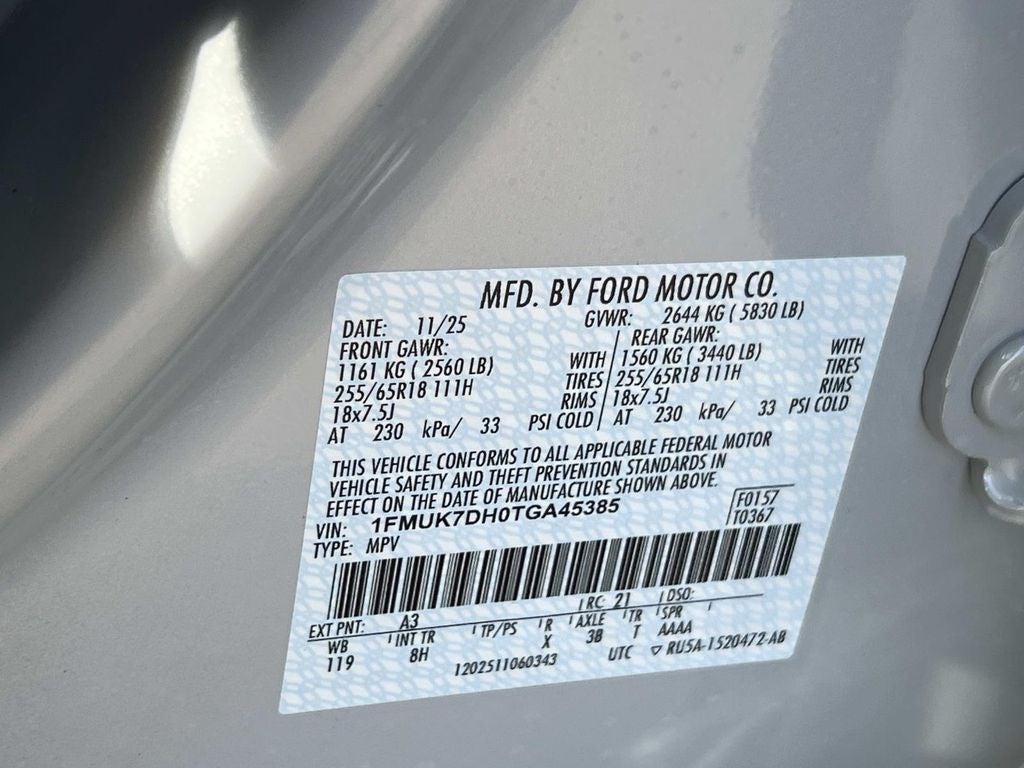 MFD. BY FORD MOTOR CO.
DATE: 11/25 GVWR: 2644 KG ( 5830 LB)
FRONT GAWR: REAR GAWR:
1161 KG ( 2560 LB) WITH 1560 KG ( 3440 LB) WITH
255/65R18 111H TIRES 255/65R18 111H TIRES
18x7.5J RIMS 18x7.5J RIMS
AT 230 kPa/ 33 PSI COLD AT 230 kPa/ 33 PSI COLD
THIS VEHICLE CONFORMS TO ALL APPLICABLE FEDERAL MOTOR
VEHICLE SAFETY AND THEFT PREVENTION STANDARDS IN
EFFECT ON THE DATE OF MANUFACTURE SHOWN ABOVE.
VIN: 1FMUK7DH0TGA45385 F0157
TYPE: MPV T0367
EXT PNT: A3 RC: 21 DSO:
WB INT TR TP/PS R AXLE TR SPR
119 8H X 3B T AAAA
1202511060343 UTC ▽ RU5A-1520472-AB